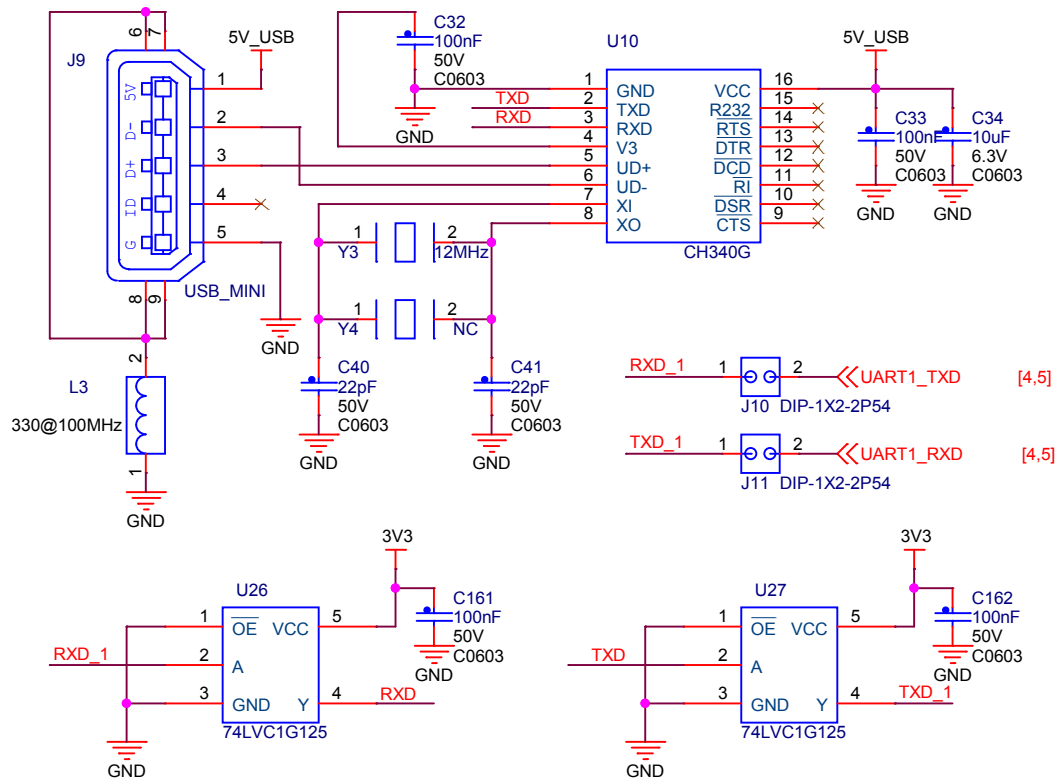 J9
6
7
5V_USB
1
2
3
4
5
5V
D-
D+
ID
G
8
9
USB_MINI
GND
2
L3
330@100MHz
1
GND
C32
100nF
50V
C0603
GND
U10
TXD
RXD
1
2
3
4
5
6
7
8
GND
TXD
RXD
V3
UD+
UD-
XI
XO
VCC
R232
RTS
DTR
DCD
RI
DSR
CTS
16
15
14
13
12
11
10
9
CH340G
5V_USB
C33
100nF
50V
C0603
GND
C34
10uF
6.3V
C0603
GND
1
2
Y3
12MHz
1
2
Y4
NC
C40
22pF
50V
C0603
GND
C41
22pF
50V
C0603
GND
RXD_1
1
2
UART1_TXD
[4,5]
J10 DIP-1X2-2P54
TXD_1
1
2
UART1_RXD
[4,5]
J11 DIP-1X2-2P54
3V3
U26
C161
100nF
50V
C0603
GND
1
2
3
OE
A
GND
VCC
Y
5
4
RXD_1
RXD
74LVC1G125
GND
3V3
U27
C162
100nF
50V
C0603
GND
1
2
3
OE
A
GND
VCC
Y
5
4
TXD
TXD_1
74LVC1G125
GND